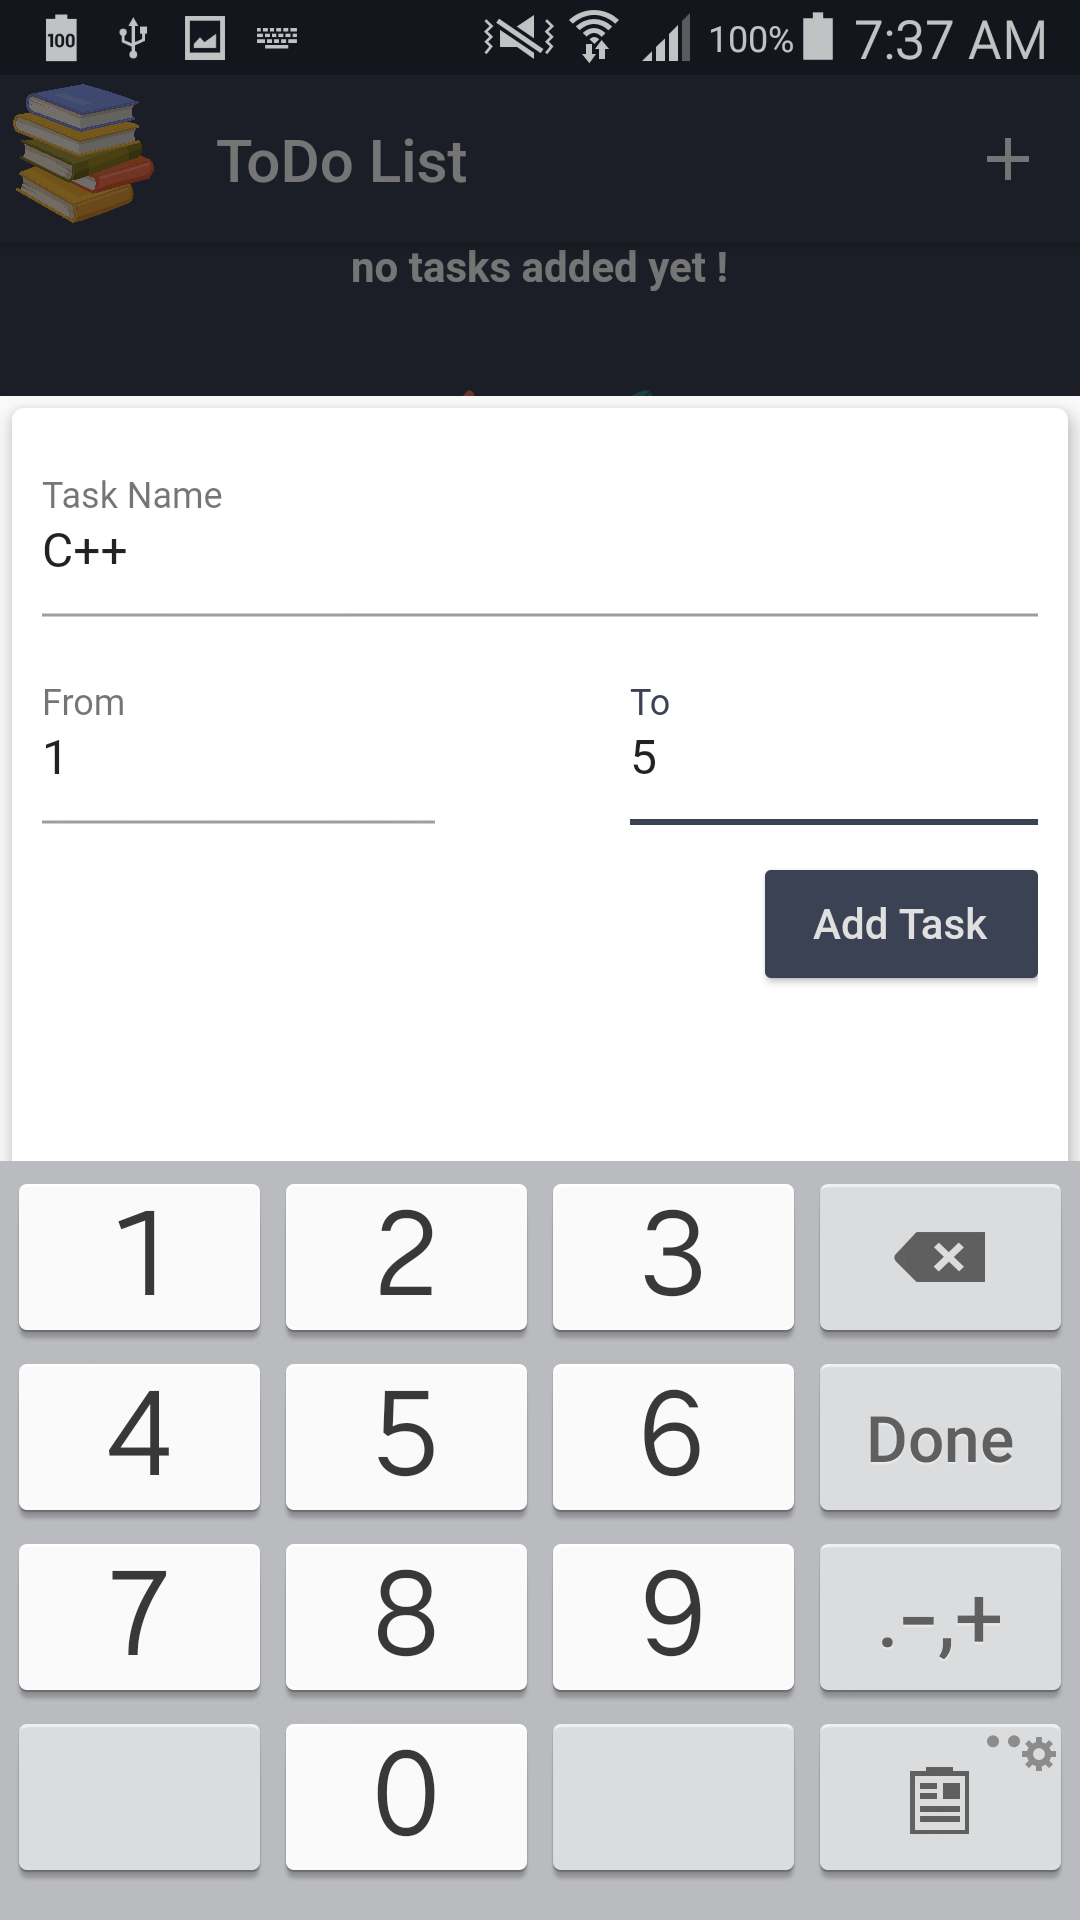 100 100% 7:37 AM
ToDo List +
no tasks added yet !
Task Name
C++
From To
1 5
Add Task
1 2 3
4 5 6 Done
7 8 9 .-,+
0